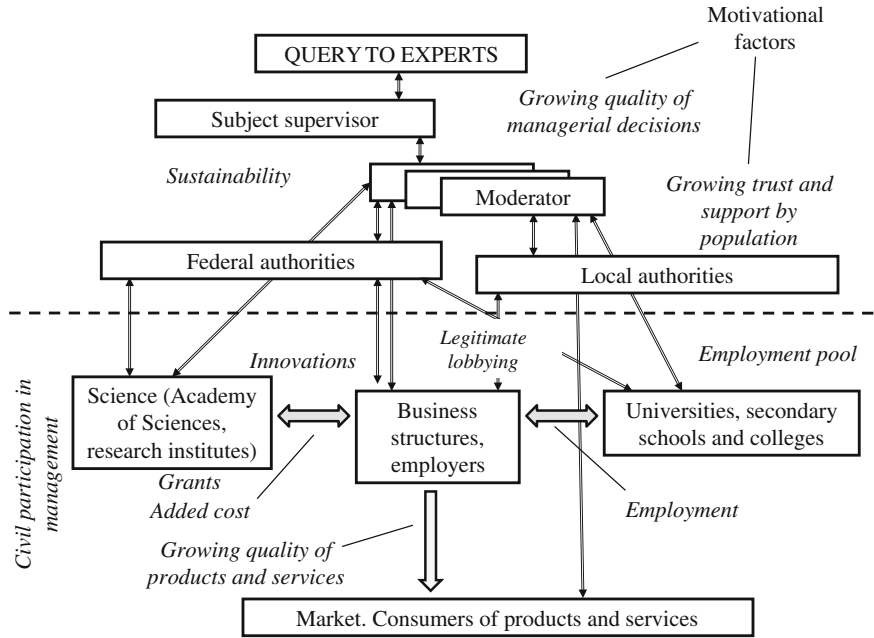 Motivational
factors
QUERY TO EXPERTS
Growing quality of
managerial decisions
Subject supervisor
Sustainability
Moderator
Growing trust and
support by
population
Federal authorities
Local authorities
Legitimate
lobbying
Innovations
Employment pool
Science (Academy
of Sciences,
research institutes)
Business
structures,
employers
Universities, secondary
schools and colleges
Civil participation in
management
Grants
Added cost
Employment
Growing quality of
products and services
Market. Consumers of products and services